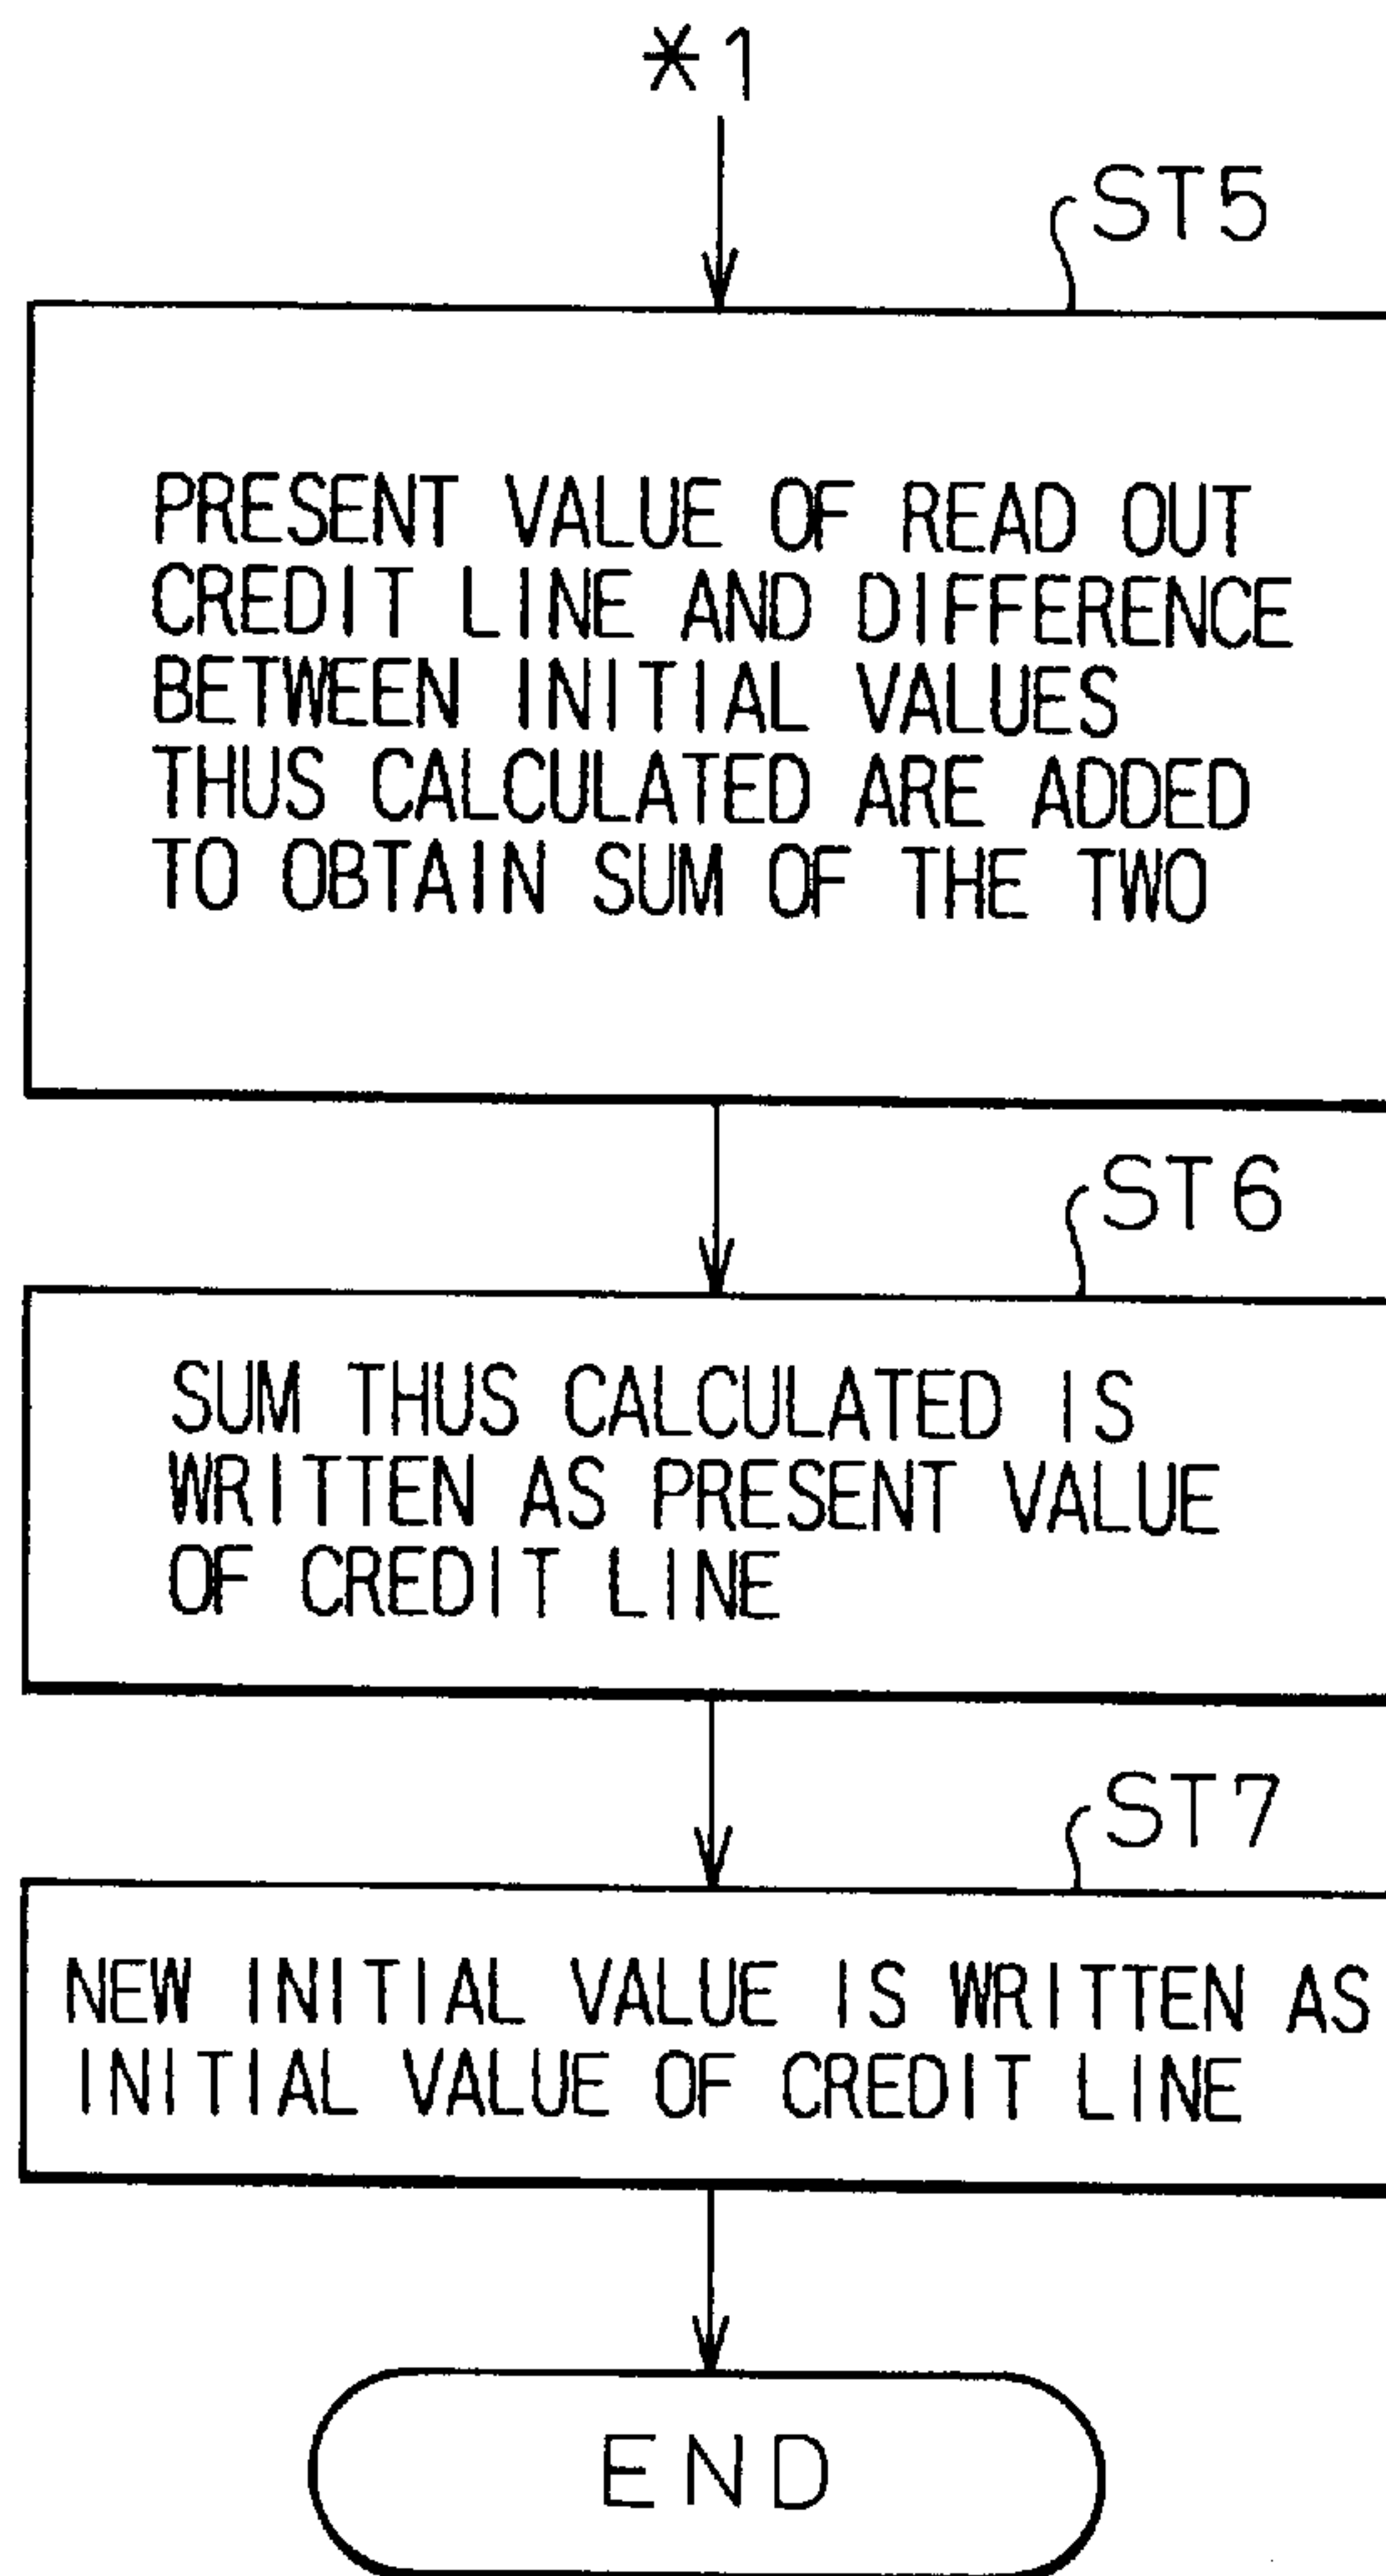 *1
ST5
PRESENT VALUE OF READ OUT
CREDIT LINE AND DIFFERENCE
BETWEEN INITIAL VALUES
THUS CALCULATED ARE ADDED
TO OBTAIN SUM OF THE TWO
ST6
SUM THUS CALCULATED IS
WRITTEN AS PRESENT VALUE
OF CREDIT LINE
ST7
NEW INITIAL VALUE IS WRITTEN AS
INITIAL VALUE OF CREDIT LINE
END